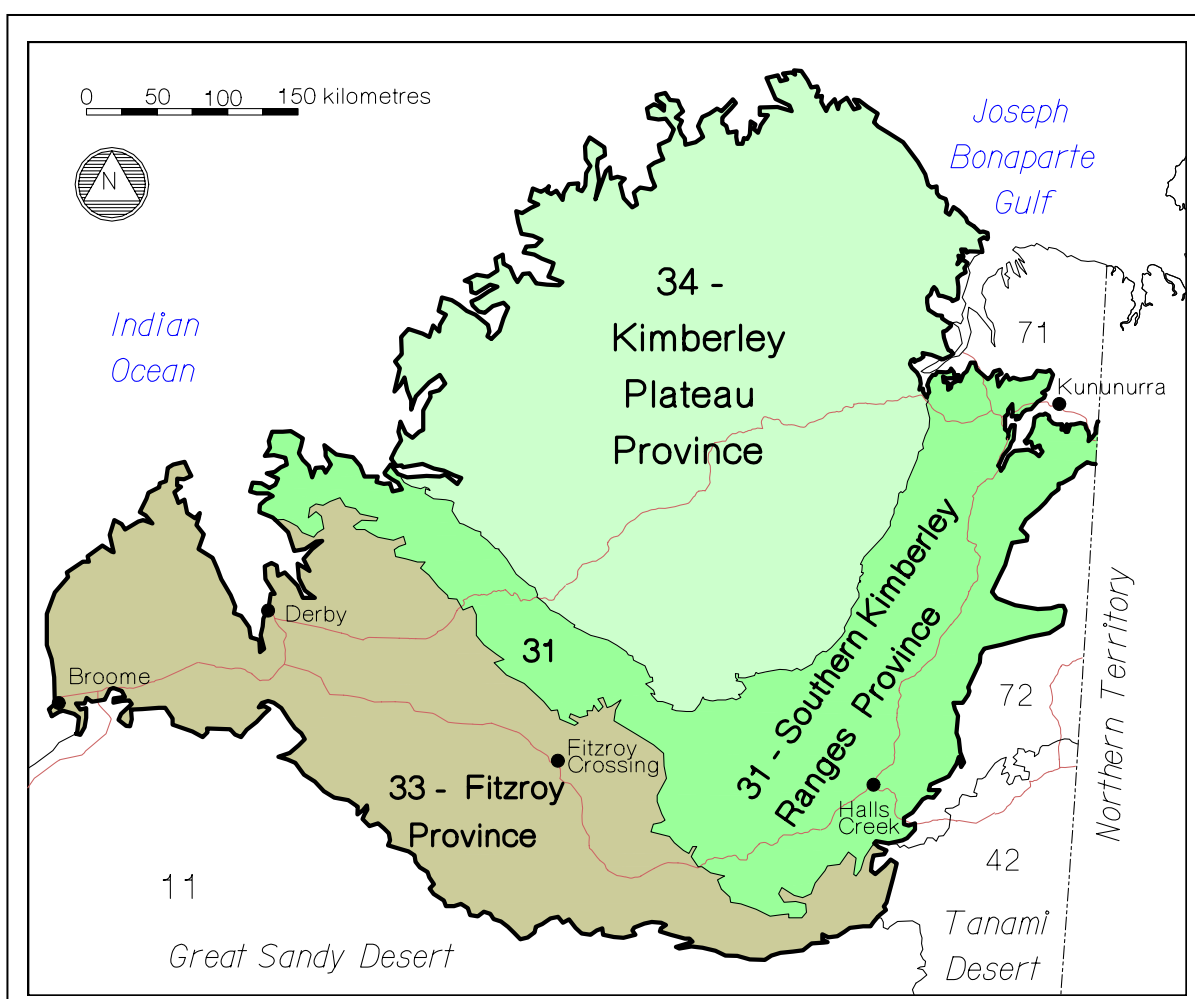 0 50 100 150 kilometres
N
Joseph
Bonaparte
Gulf
Indian
Ocean
34 -
Kimberley
Plateau
Province
71
Kununurra
Derby
31
Broome
31 - Southern Kimberley
Ranges Province
72
Northern Territory
Fitzroy
Crossing
33 - Fitzroy
Province
Halls
Creek
42
11
Great Sandy Desert
Tanami
Desert